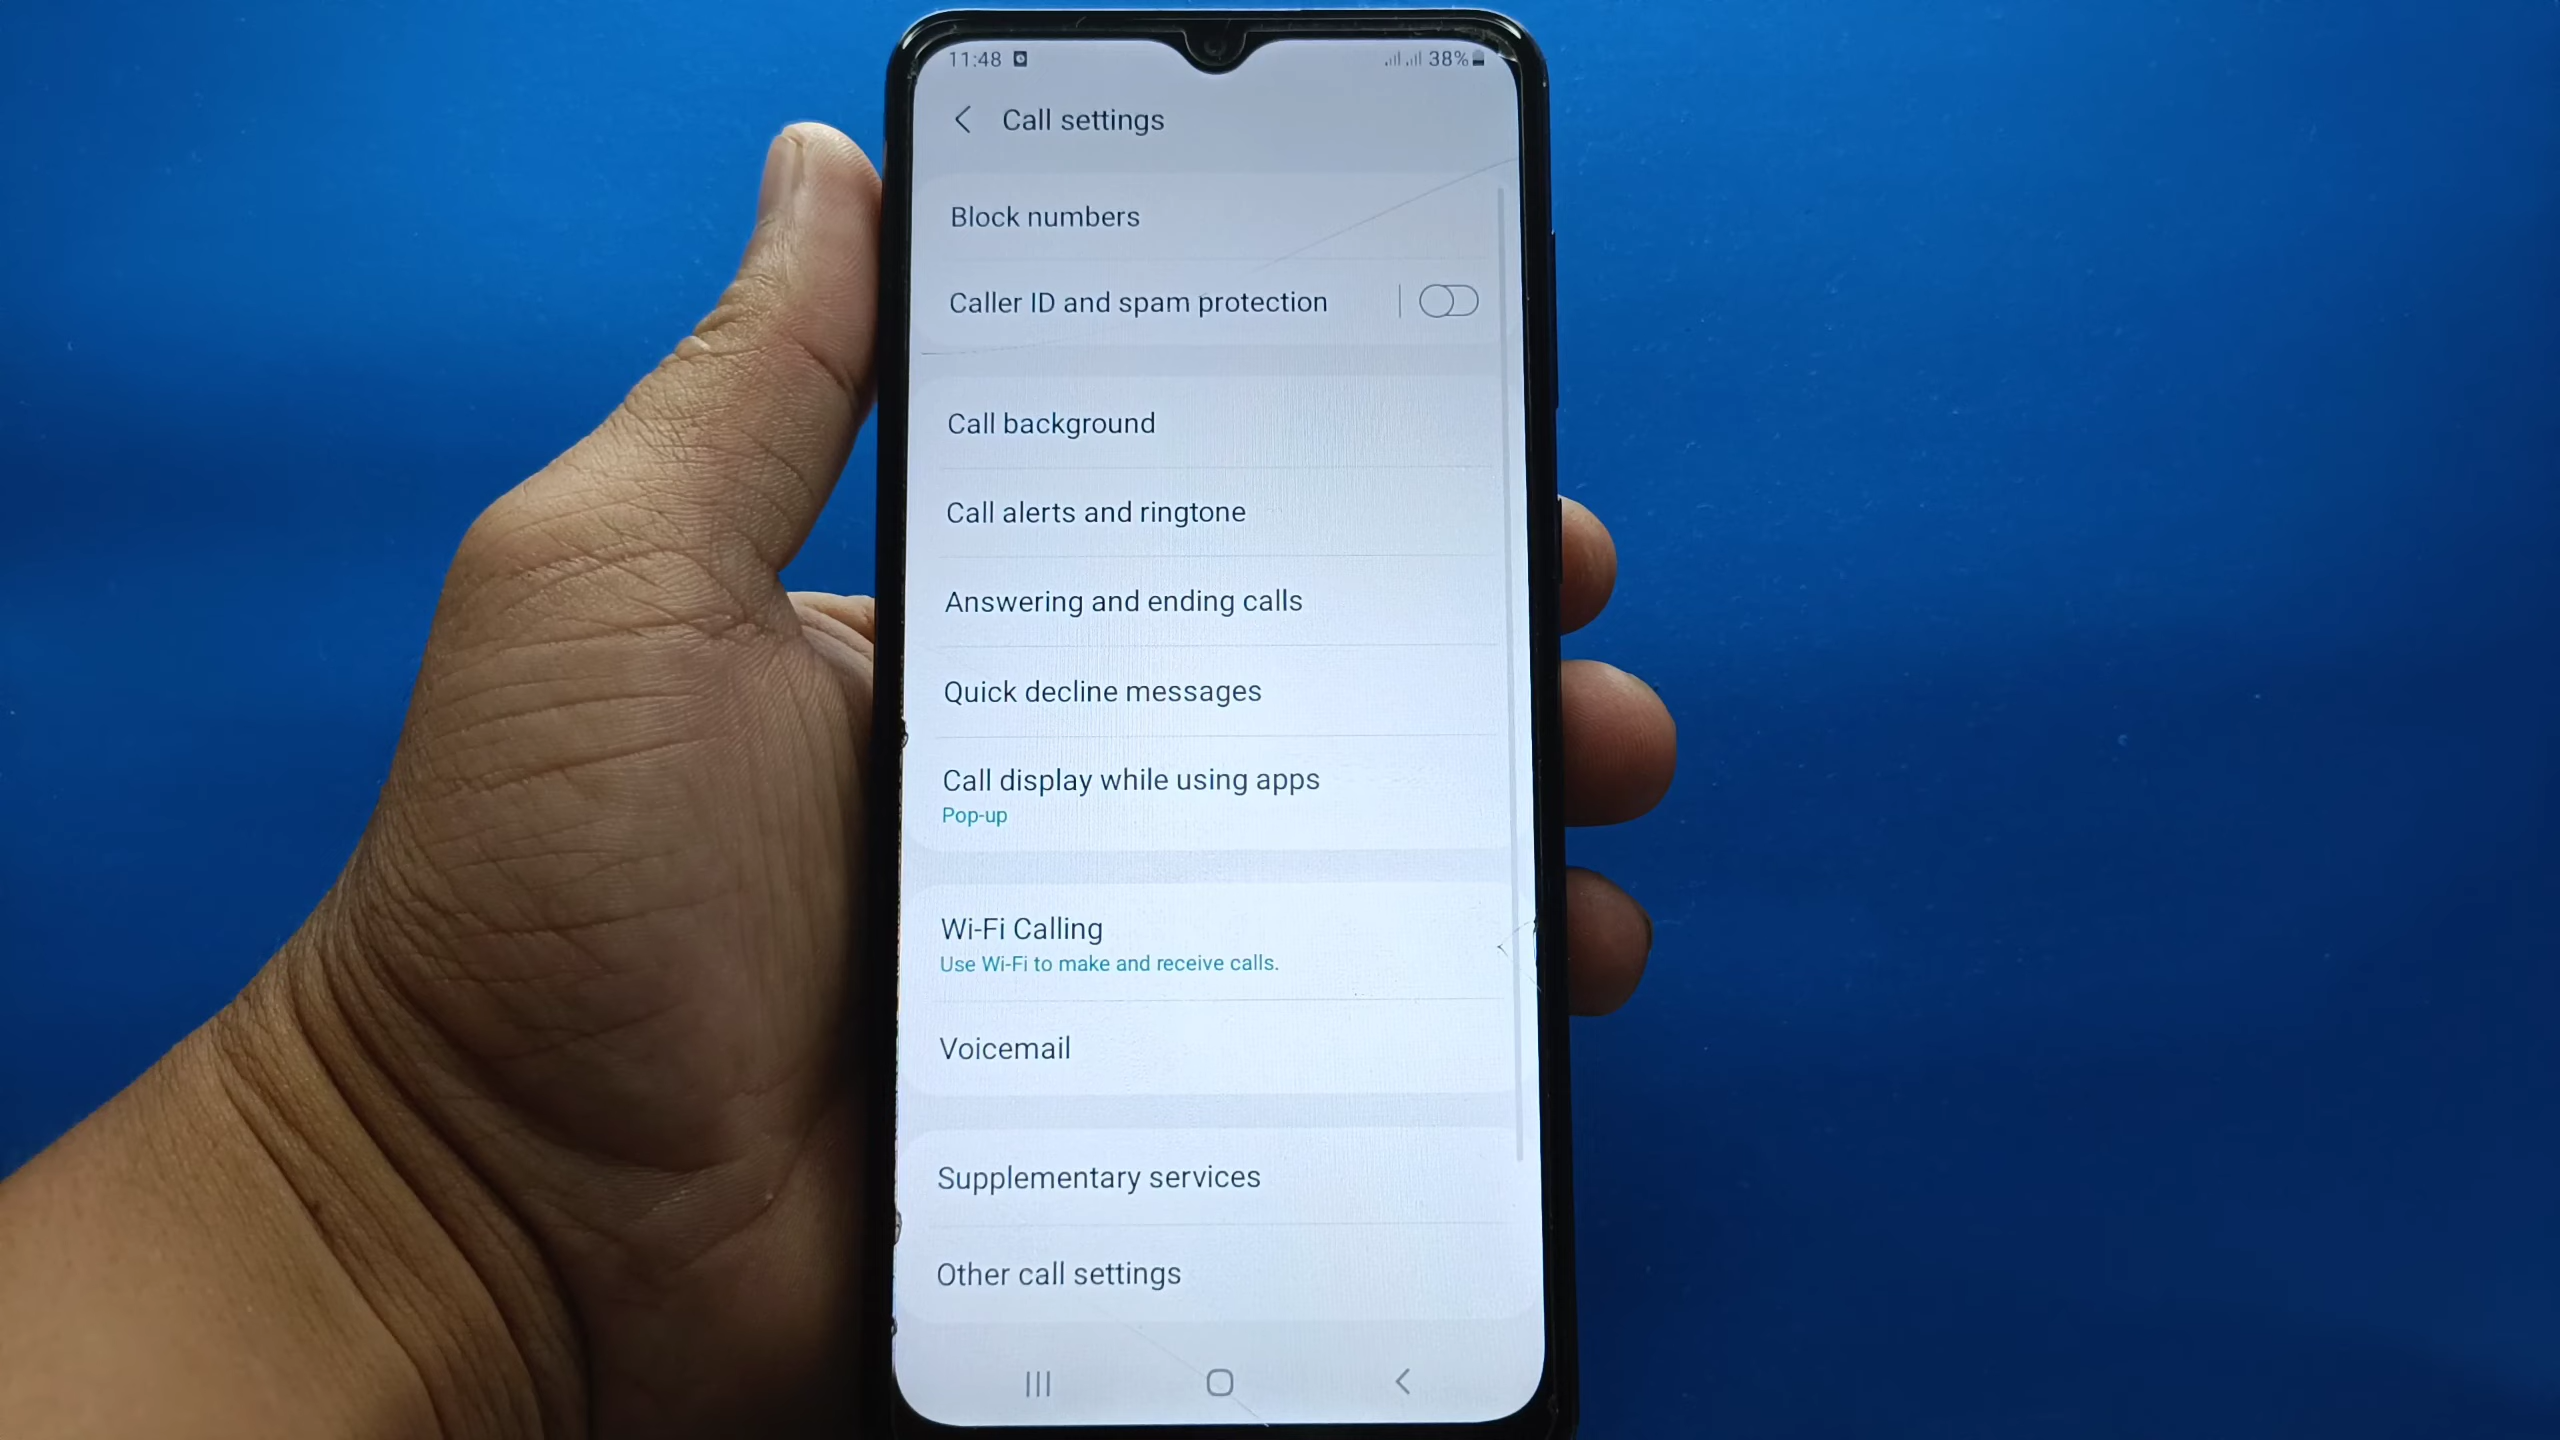 11:48 38%
Call settings
Block numbers
Caller ID and spam protection
Call background
Call alerts and ringtone
Answering and ending calls
Quick decline messages
Call display while using apps
Pop-up
Wi-Fi Calling
Use Wi-Fi to make and receive calls.
Voicemail
Supplementary services
Other call settings